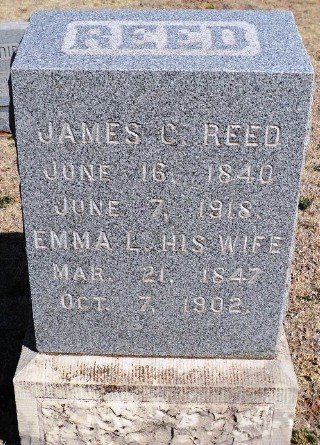 REED
JAMES C. REED
JUNE 16, 1840
JUNE 7, 1918.
EMMA L. HIS WIFE
MAR. 21, 1847
OCT. 7, 1902.